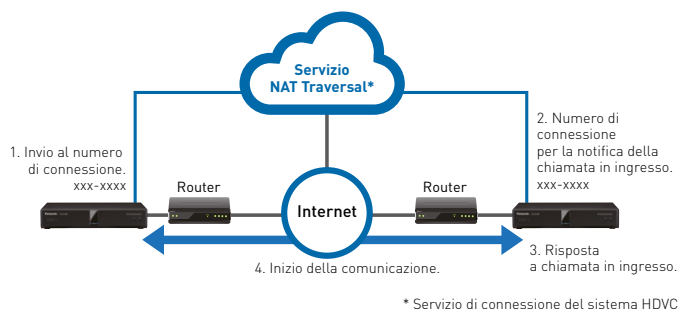 Servizio
NAT Traversal*
1. Invio al numero
di connessione.
xxx-xxxx
2. Numero di
connessione
per la notifica della
chiamata in ingresso.
xxx-xxxx
Router
Internet
Router
Panasonic
Panasonic
3. Risposta
a chiamata in ingresso.
4. Inizio della comunicazione.
* Servizio di connessione del sistema HDVC